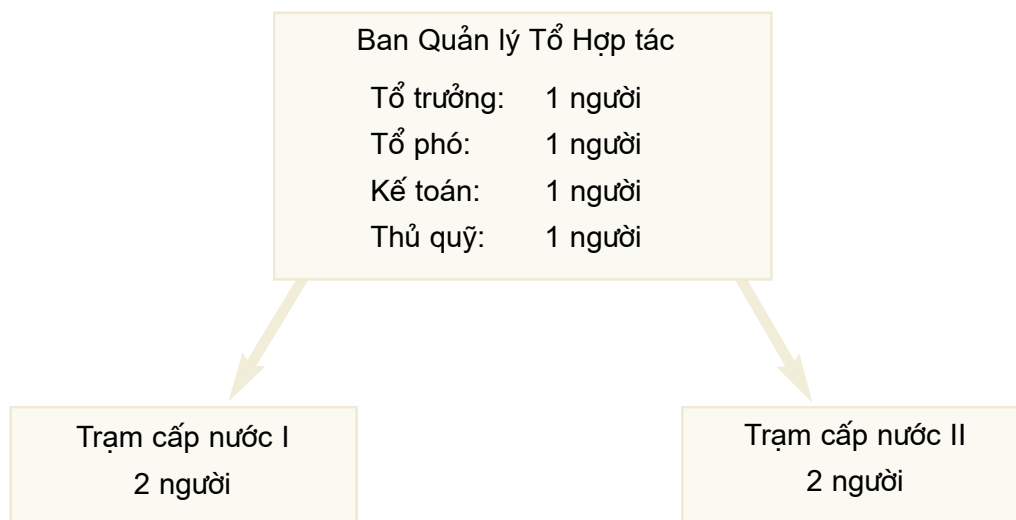 Ban Quản lý Tổ Hợp tác
Tổ trưởng: 1 người
Tổ phó: 1 người
Kế toán: 1 người
Thủ quỹ: 1 người
Trạm cấp nước I
2 người
Trạm cấp nước II
2 người